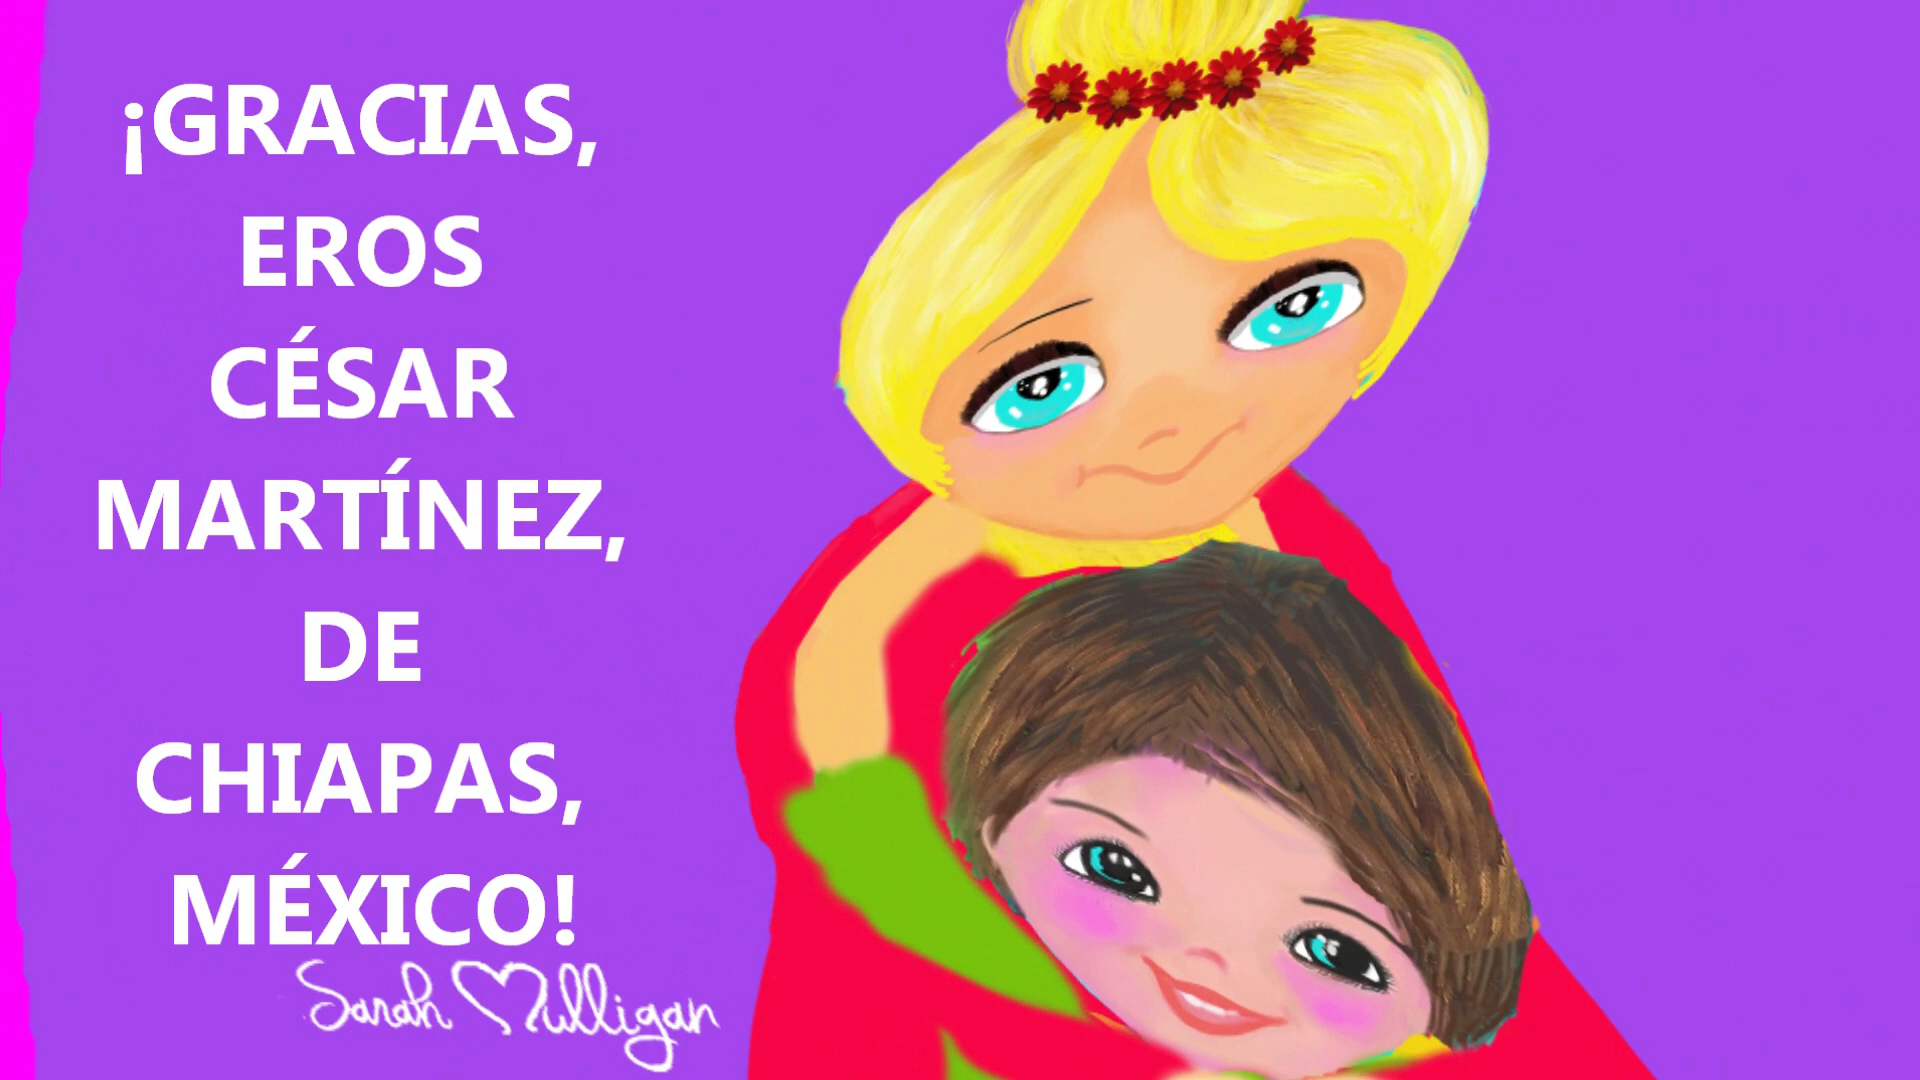 ¡GRACIAS,
EROS
CÉSAR
MARTÍNEZ,
DE
CHIAPAS,
MÉXICO!
Sarah Mulligan